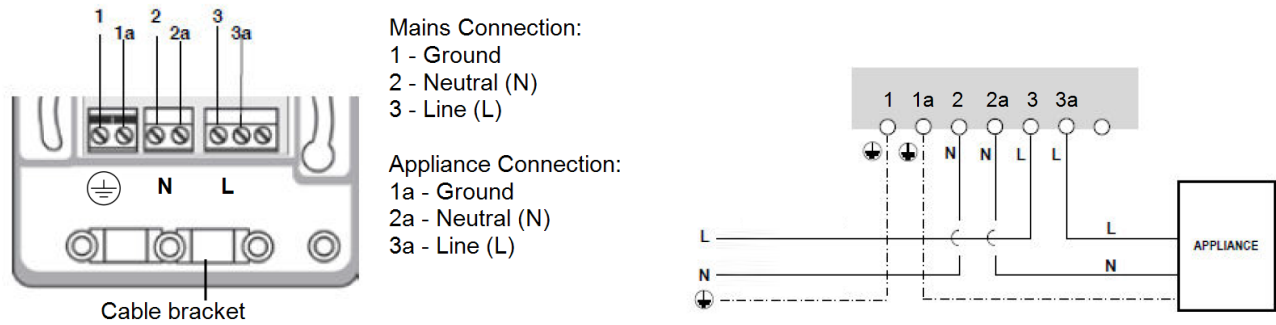 1 1a 2 2a 3 3a
N L
Cable bracket
Mains Connection:
1 - Ground
2 - Neutral (N)
3 - Line (L)
Appliance Connection:
1a - Ground
2a - Neutral (N)
3a - Line (L)
1 1a 2 2a 3 3a
N N L L
L L
APPLIANCE
N N